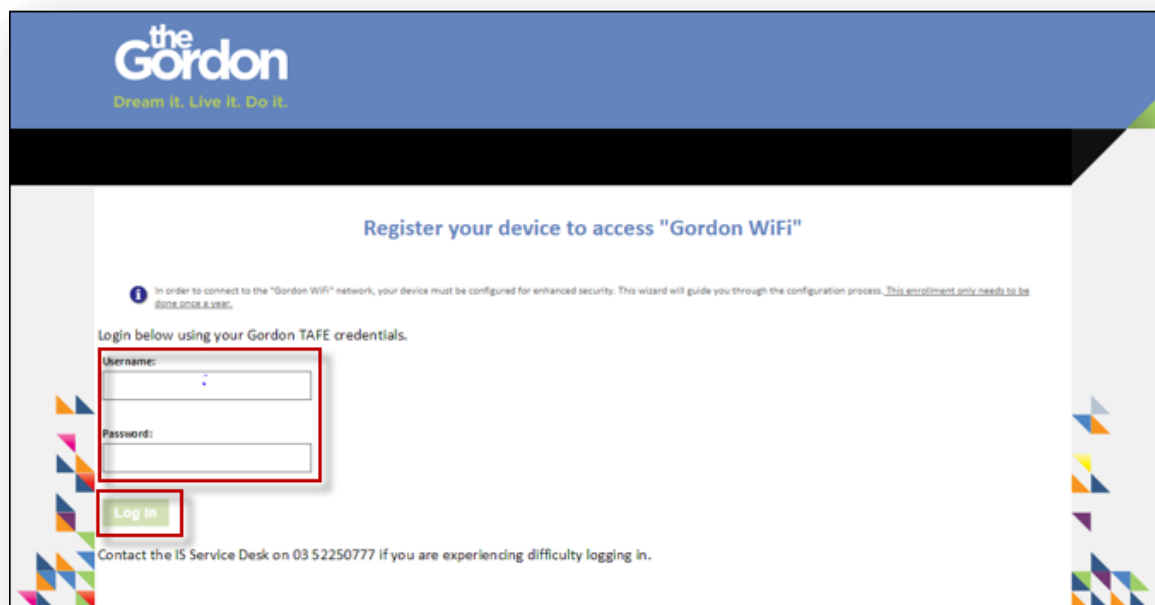 the
Gordon
Dream it. Live it. Do it.
Register your device to access "Gordon WiFi"
In order to connect to the "Gordon WiFi" network, your device must be configured for enhanced security. This wizard will guide you through the configuration process. This enrollment only needs to be
done once a year.
Login below using your Gordon TAFE credentials.
Username:
Password:
Log In
Contact the IS Service Desk on 03 52250777 if you are experiencing difficulty logging in.